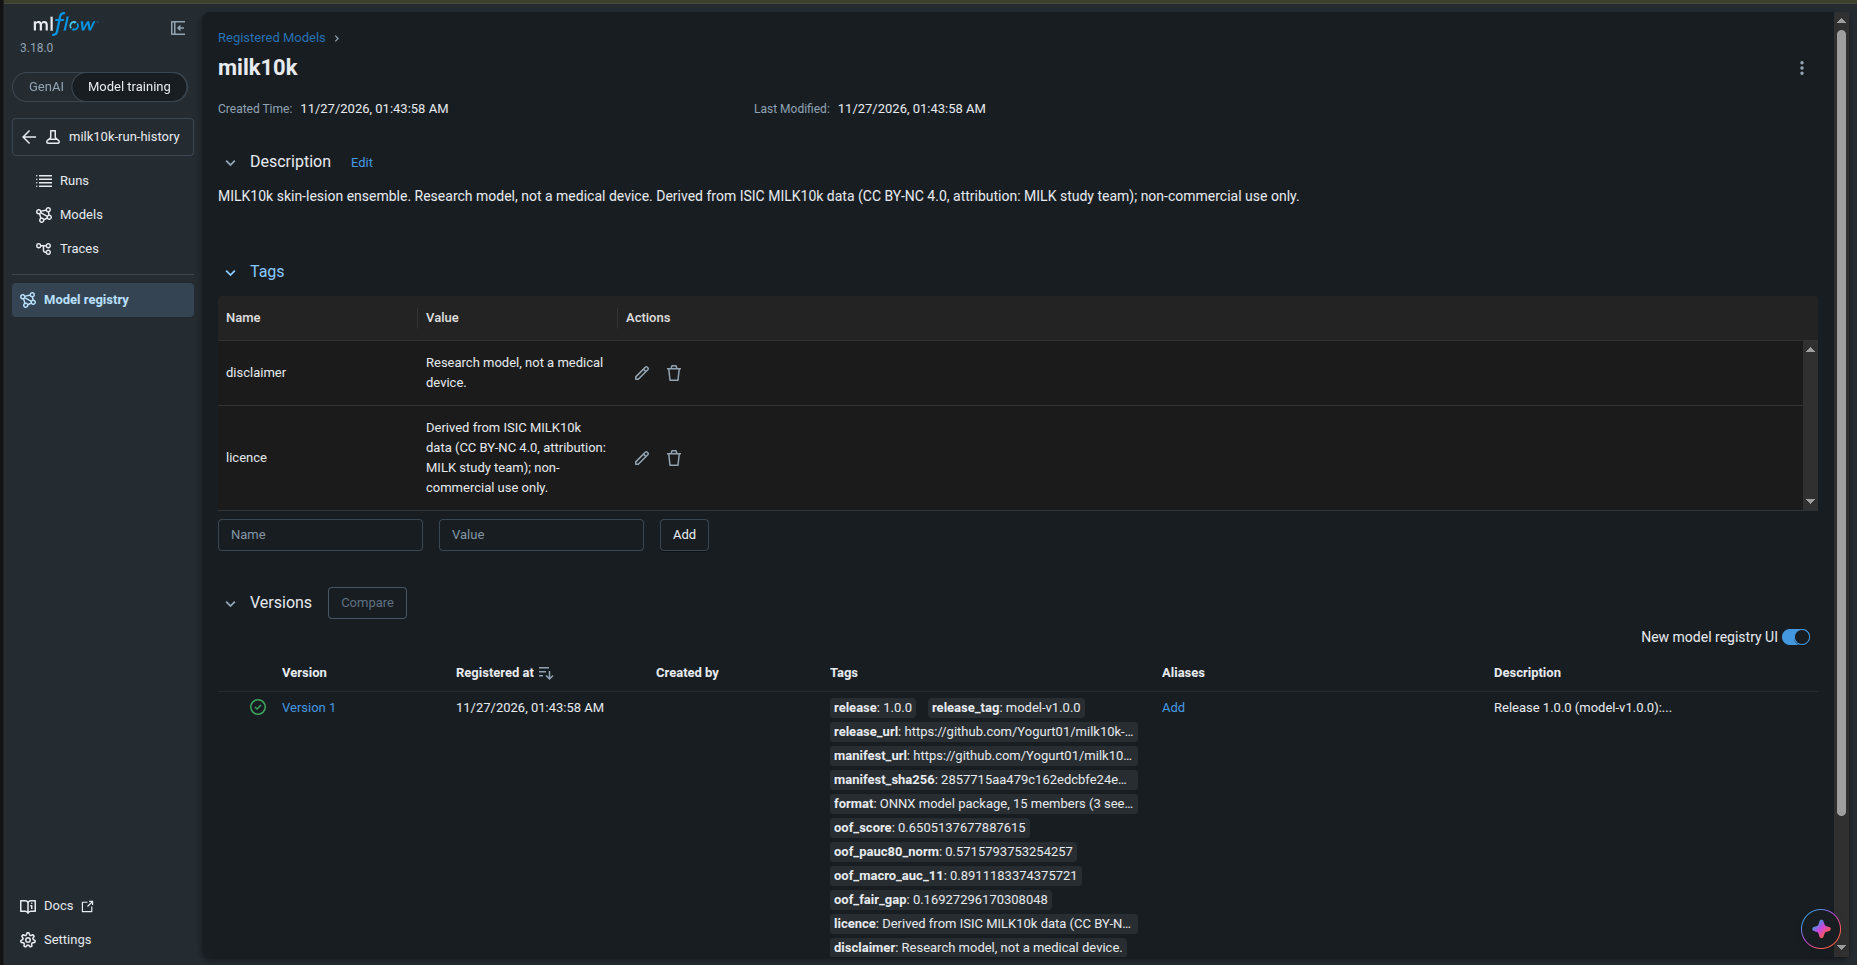 mlflow
3.18.0
GenAI
Model training
milk10k-run-history
Runs
Models
Traces
Model registry
Docs
Settings
Registered Models
milk10k
Created Time: 11/27/2026, 01:43:58 AM
Last Modified: 11/27/2026, 01:43:58 AM
Description Edit
MILK10k skin-lesion ensemble. Research model, not a medical device. Derived from ISIC MILK10k data (CC BY-NC 4.0, attribution: MILK study team); non-commercial use only.
Tags
Name Value Actions
disclaimer
Research model, not a medical
device.
licence
Derived from ISIC MILK10k
data (CC BY-NC 4.0, attribution:
MILK study team); non-
commercial use only.
Name Value Add
Versions Compare
New model registry UI
Version Registered at Created by Tags Aliases Description
Version 1 11/27/2026, 01:43:58 AM
release: 1.0.0 release_tag: model-v1.0.0
release_url: https://github.com/Yogurt01/milk10k-...
manifest_url: https://github.com/Yogurt01/milk10...
manifest_sha256: 2857715aa479c162edcbfe24e...
format: ONNX model package, 15 members (3 see...
oof_score: 0.6505137677887615
oof_pauc80_norm: 0.5715793753254257
oof_macro_auc_11: 0.8911183374375721
oof_fair_gap: 0.16927296170308048
licence: Derived from ISIC MILK10k data (CC BY-N...
disclaimer: Research model, not a medical device.
Add
Release 1.0.0 (model-v1.0.0):...